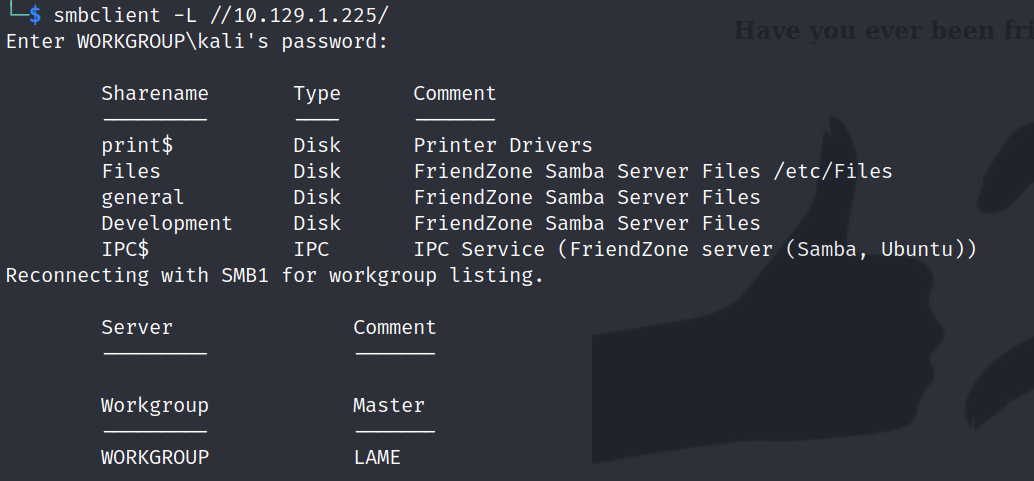 $ smbclient -L //10.129.1.225/
Enter WORKGROUP\kali's password:
Have you ever been fri
Sharename Type Comment
--------- ---- -------
print$ Disk Printer Drivers
Files Disk FriendZone Samba Server Files /etc/Files
general Disk FriendZone Samba Server Files
Development Disk FriendZone Samba Server Files
IPC$ IPC IPC Service (FriendZone server (Samba, Ubuntu))
Reconnecting with SMB1 for workgroup listing.
Server Comment
--------- -------
Workgroup Master
--------- -------
WORKGROUP LAME